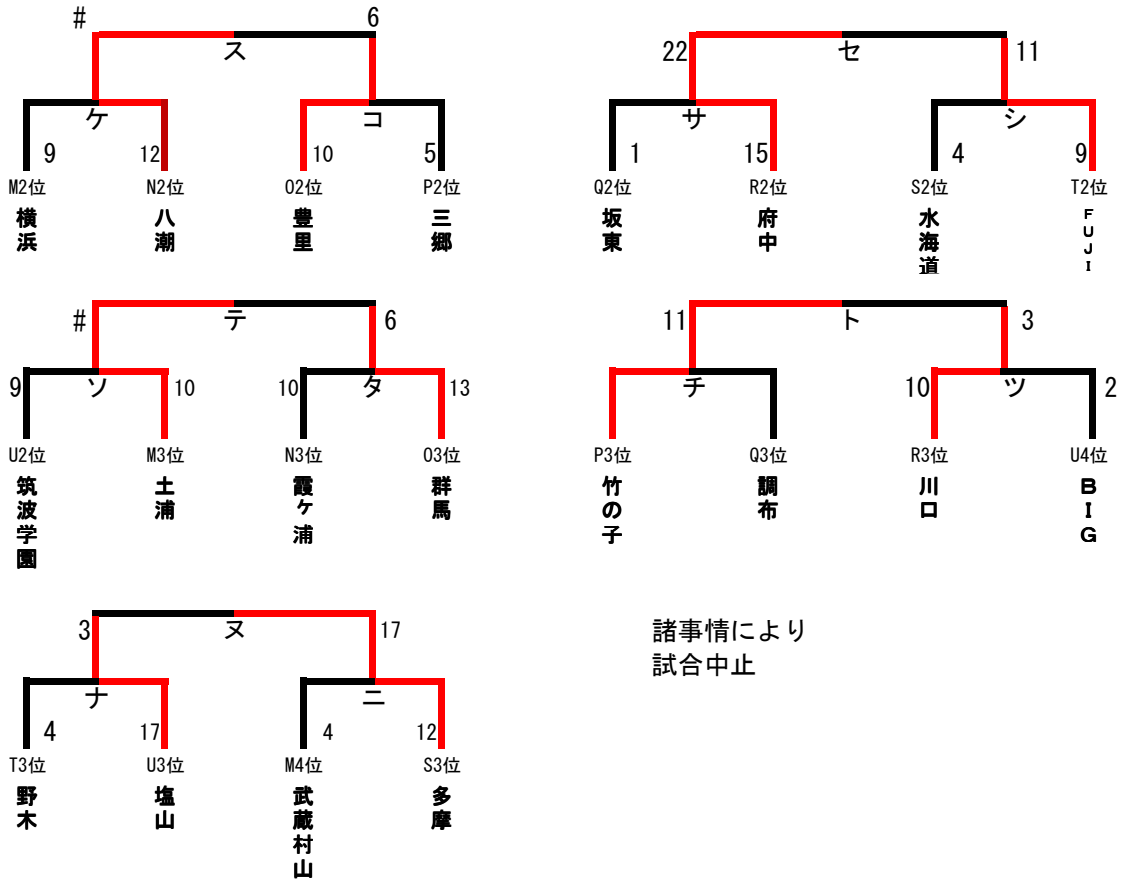 # 6
ス
22 11
セ
ケ コ
サ シ
9 12 10 5
1 15 4 9
M2位 N2位 O2位 P2位
Q2位 R2位 S2位 T2位
横浜 八潮 豊里 三郷
坂東 府中 水海道 FUJI
# 6
テ
11 3
ト
ソ タ
チ ツ
9 10 10 13
10 2
U2位 M3位 N3位 O3位
P3位 Q3位 R3位 U4位
筑波学園 土浦 霞ヶ浦 群馬
竹の子 調布 川口 BIG
3 17
ヌ
ナ ニ
4 17 4 12
T3位 U3位 M4位 S3位
野木 塩山 武蔵村山 多摩
諸事情により
試合中止